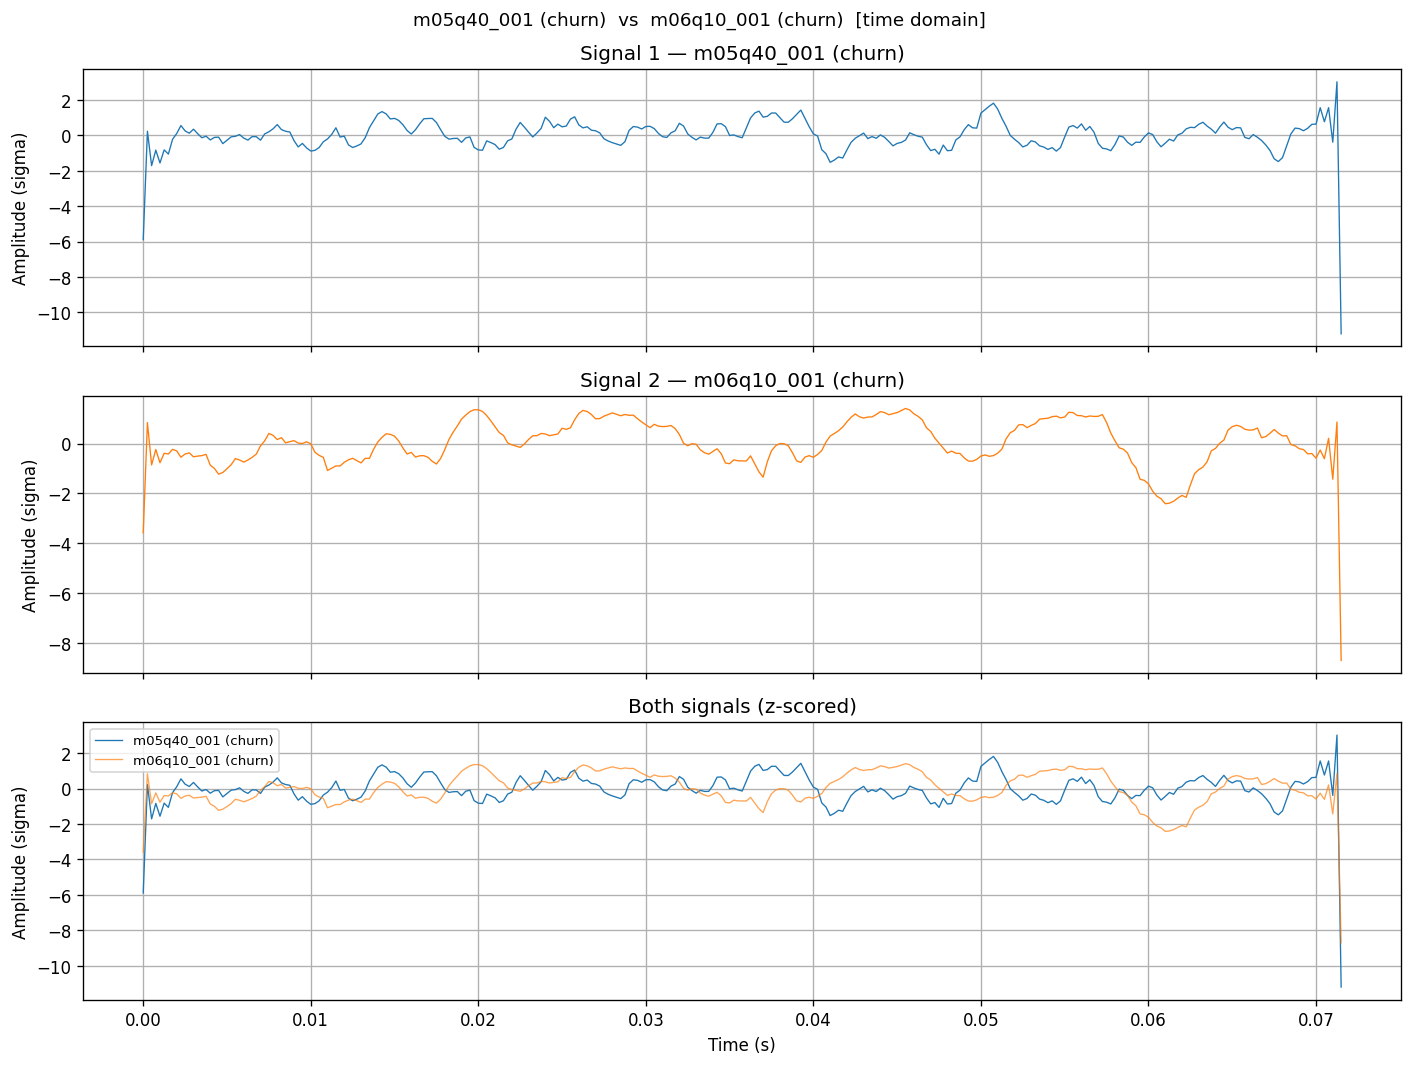 m05q40_001 (churn)  vs  m06q10_001 (churn)  [time domain]
Signal 1 — m05q40_001 (churn)
Amplitude (sigma)
2
0
−2
−4
−6
−8
−10
Signal 2 — m06q10_001 (churn)
Amplitude (sigma)
0
−2
−4
−6
−8
Both signals (z-scored)
m05q40_001 (churn)
m06q10_001 (churn)
Amplitude (sigma)
2
0
−2
−4
−6
−8
−10
0.00 0.01 0.02 0.03 0.04 0.05 0.06 0.07
Time (s)